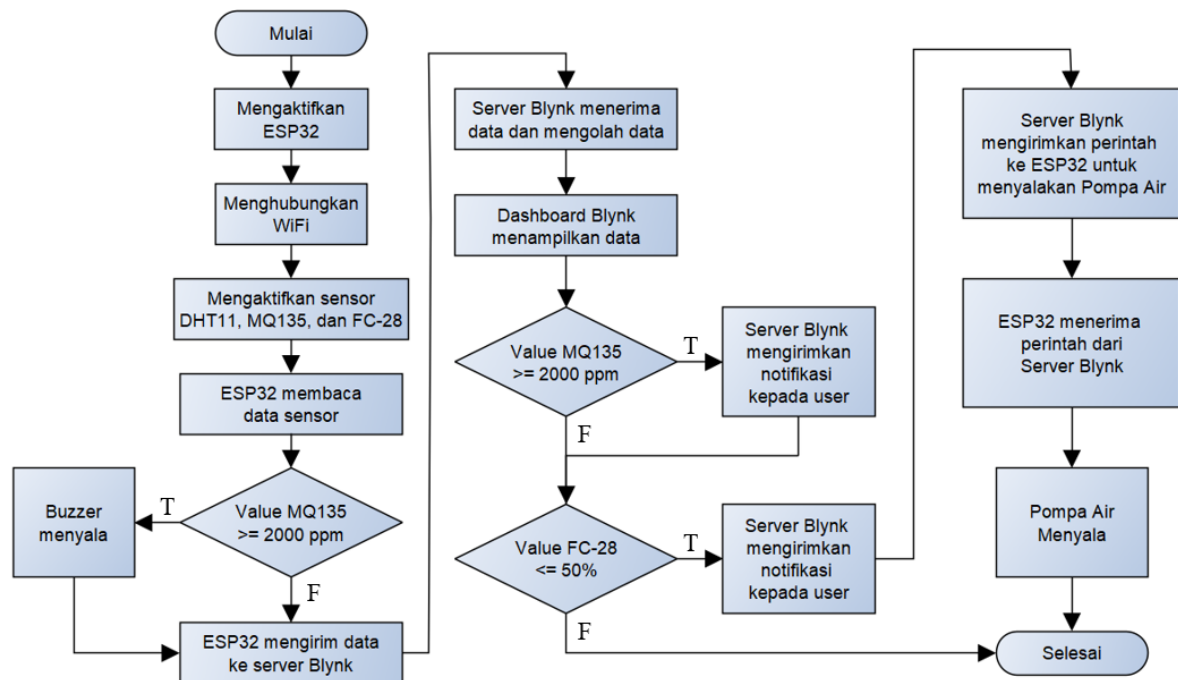 Mulai
Mengaktifkan
ESP32
Menghubungkan
WiFi
Mengaktifkan sensor
DHT11, MQ135, dan FC-28
ESP32 membaca
data sensor
Value MQ135
>= 2000 ppm
T
Buzzer
menyala
F
ESP32 mengirim data
ke server Blynk
Server Blynk menerima
data dan mengolah data
Dashboard Blynk
menampilkan data
Value MQ135
>= 2000 ppm
T
Server Blynk
mengirimkan
notifikasi
kepada user
F
Value FC-28
<= 50%
T
Server Blynk
mengirimkan
notifikasi
kepada user
F
Server Blynk
mengirimkan perintah
ke ESP32 untuk
menyalakan Pompa Air
ESP32 menerima
perintah dari
Server Blynk
Pompa Air
Menyala
Selesai